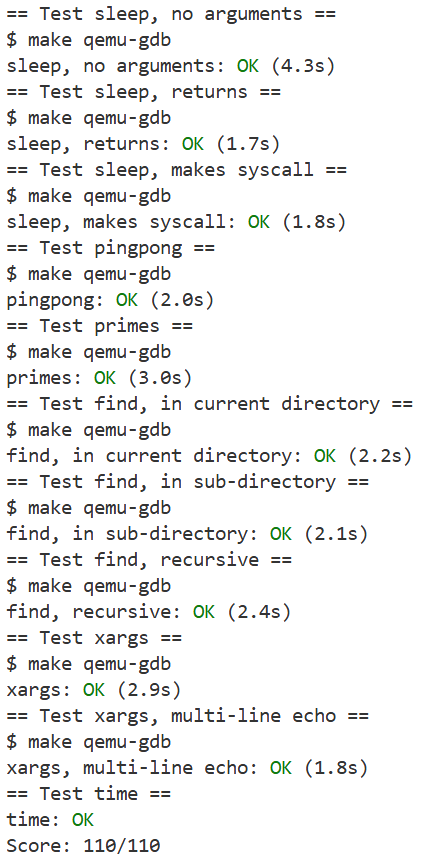 == Test sleep, no arguments ==
$ make qemu-gdb
sleep, no arguments: OK (4.3s)
== Test sleep, returns ==
$ make qemu-gdb
sleep, returns: OK (1.7s)
== Test sleep, makes syscall ==
$ make qemu-gdb
sleep, makes syscall: OK (1.8s)
== Test pingpong ==
$ make qemu-gdb
pingpong: OK (2.0s)
== Test primes ==
$ make qemu-gdb
primes: OK (3.0s)
== Test find, in current directory ==
$ make qemu-gdb
find, in current directory: OK (2.2s)
== Test find, in sub-directory ==
$ make qemu-gdb
find, in sub-directory: OK (2.1s)
== Test find, recursive ==
$ make qemu-gdb
find, recursive: OK (2.4s)
== Test xargs ==
$ make qemu-gdb
xargs: OK (2.9s)
== Test xargs, multi-line echo ==
$ make qemu-gdb
xargs, multi-line echo: OK (1.8s)
== Test time ==
time: OK
Score: 110/110